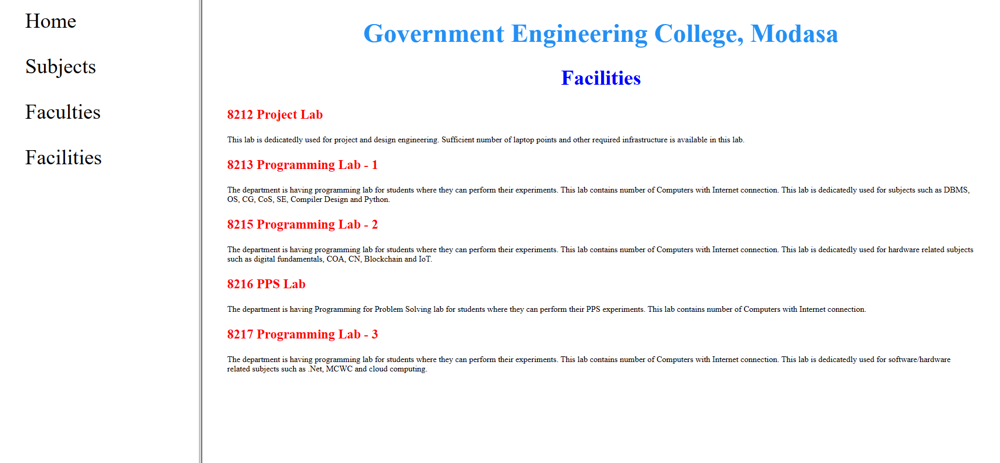 Home
Subjects
Faculties
Facilities
Government Engineering College, Modasa
Facilities
8212 Project Lab
This lab is dedicatedly used for project and design engineering. Sufficient number of laptop points and other required infrastructure is available in this lab.
8213 Programming Lab - 1
The department is having programming lab for students where they can perform their experiments. This lab contains number of Computers with Internet connection. This lab is dedicatedly used for subjects such as DBMS,
OS, CG, CoS, SE, Compiler Design and Python.
8215 Programming Lab - 2
The department is having programming lab for students where they can perform their experiments. This lab contains number of Computers with Internet connection. This lab is dedicatedly used for hardware related subjects
such as digital fundamentals, COA, CN, Blockchain and IoT.
8216 PPS Lab
The department is having Programming for Problem Solving lab for students where they can perform their PPS experiments. This lab contains number of Computers with Internet connection.
8217 Programming Lab - 3
The department is having programming lab for students where they can perform their experiments. This lab contains number of Computers with Internet connection. This lab is dedicatedly used for software/hardware
related subjects such as .Net, MCWC and cloud computing.